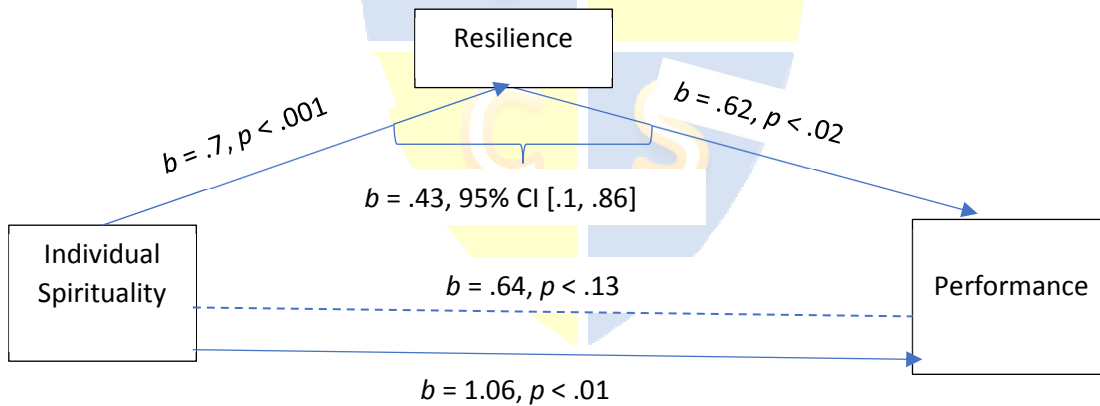 Resilience
b = .7, p < .001
b = .62, p < .02
b = .43, 95% CI [.1, .86]
Individual
Spirituality
b = .64, p < .13
Performance
b = 1.06, p < .01